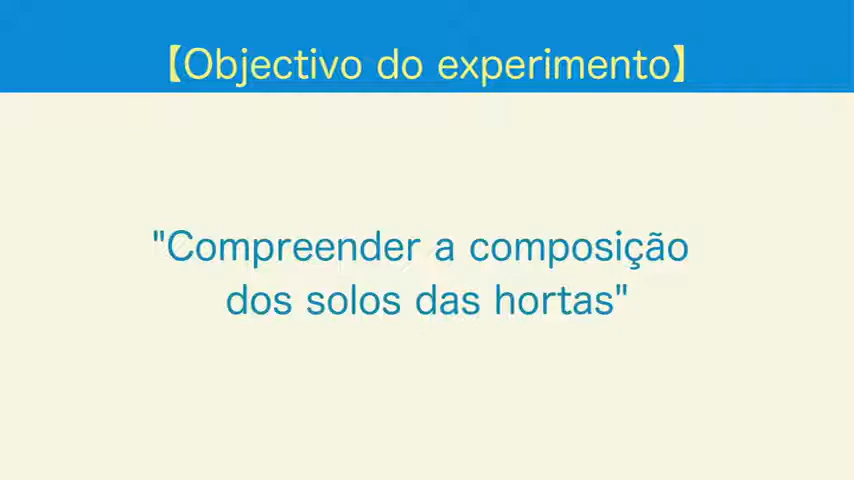 【Objectivo do experimento】
"Compreender a composição
dos solos das hortas"